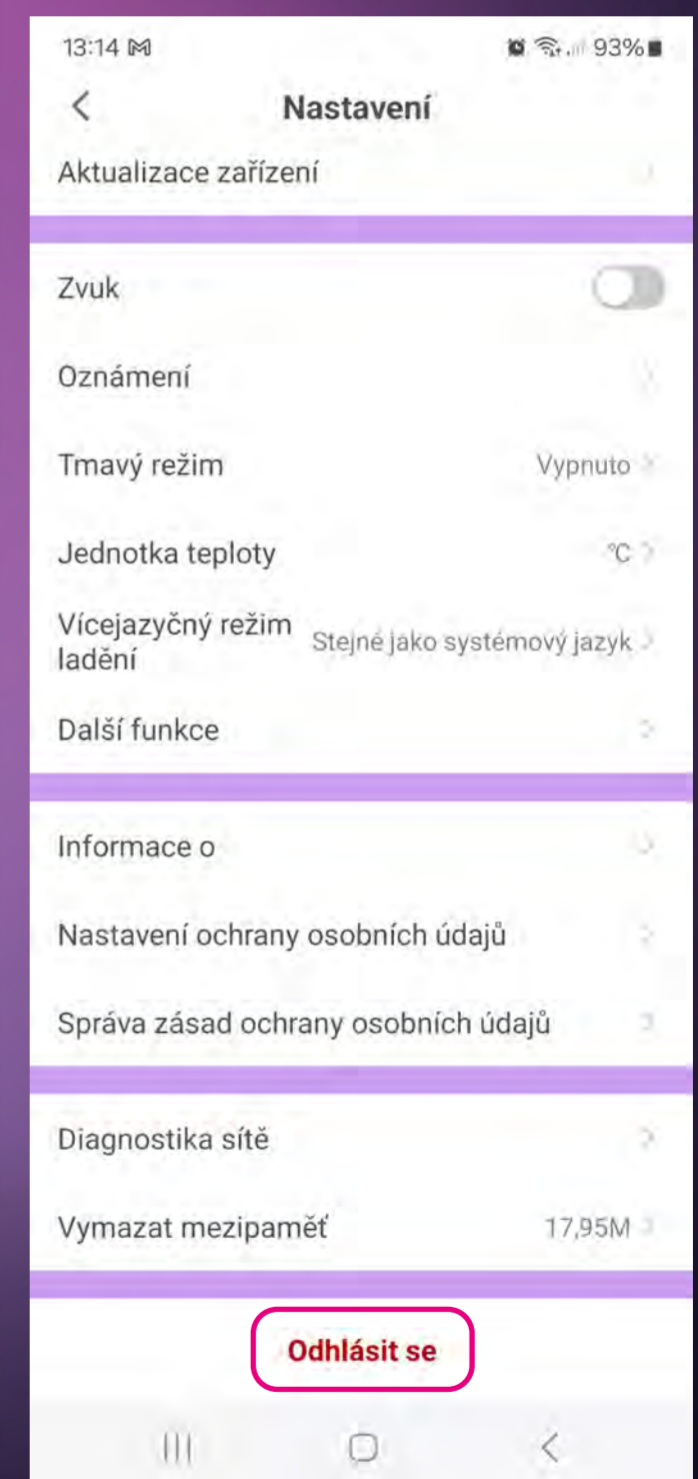 13:14
93%
Nastavení
Aktualizace zařízení
Zvuk
Oznámení
Tmavý režim
Vypnuto
Jednotka teploty
°C
Vícejazyčný režim
ladění
Stejné jako systémový jazyk
Další funkce
Informace o
Nastavení ochrany osobních údajů
Správa zásad ochrany osobních údajů
Diagnostika sítě
Vymazat mezipaměť
17,95M
Odhlásit se